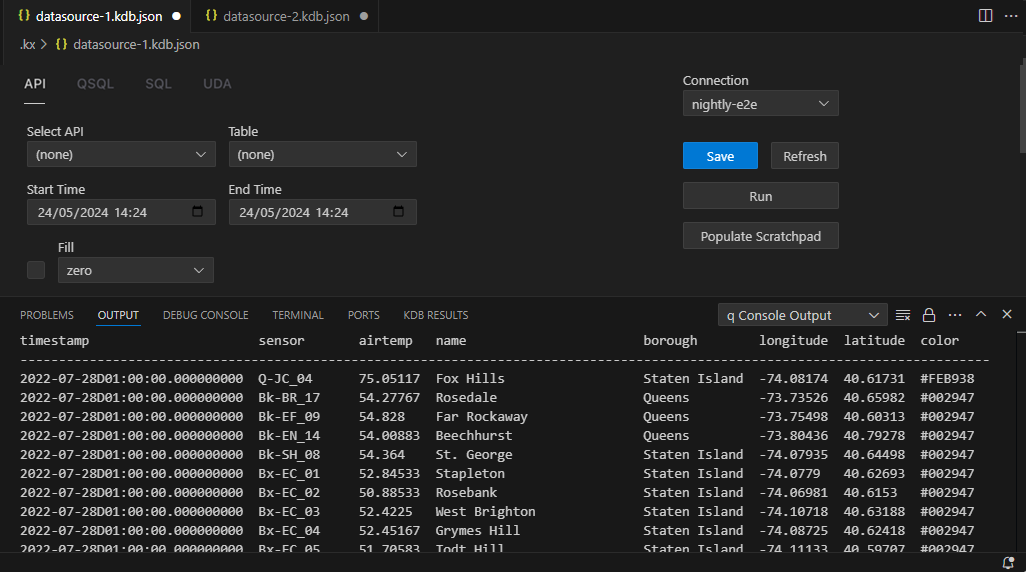 {} datasource-1.kdb.json {} datasource-2.kdb.json
.kx > {} datasource-1.kdb.json
API QSQL SQL UDA
Connection
nightly-e2e
Select API Table
(none) (none)
Save Refresh
Start Time End Time
Run
24/05/2024 14:24 24/05/2024 14:24
Populate Scratchpad
Fill
zero
PROBLEMS OUTPUT DEBUG CONSOLE TERMINAL PORTS KDB RESULTS q Console Output
timestamp sensor airtemp name borough longitude latitude color
------------------------------------------------------------------------------------------------------------------------------
2022-07-28D01:00:00.000000000 Q-JC_04 75.05117 Fox Hills Staten Island -74.08174 40.61731 #FEB938
2022-07-28D01:00:00.000000000 Bk-BR_17 54.27767 Rosedale Queens -73.73526 40.65982 #002947
2022-07-28D01:00:00.000000000 Bk-EF_09 54.828 Far Rockaway Queens -73.75498 40.60313 #002947
2022-07-28D01:00:00.000000000 Bk-EN_14 54.00883 Beechhurst Queens -73.80436 40.79278 #002947
2022-07-28D01:00:00.000000000 Bk-SH_08 54.364 St. George Staten Island -74.07935 40.64498 #002947
2022-07-28D01:00:00.000000000 Bx-EC_01 52.84533 Stapleton Staten Island -74.0779 40.62693 #002947
2022-07-28D01:00:00.000000000 Bx-EC_02 50.88533 Rosebank Staten Island -74.06981 40.6153 #002947
2022-07-28D01:00:00.000000000 Bx-EC_03 52.4225 West Brighton Staten Island -74.10718 40.63188 #002947
2022-07-28D01:00:00.000000000 Bx-EC_04 52.45167 Grymes Hill Staten Island -74.08725 40.62418 #002947
2022-07-28D01:00:00.000000000 Bx-EC_05 51.70583 Todt Hill Staten Island -74.11133 40.59707 #002947